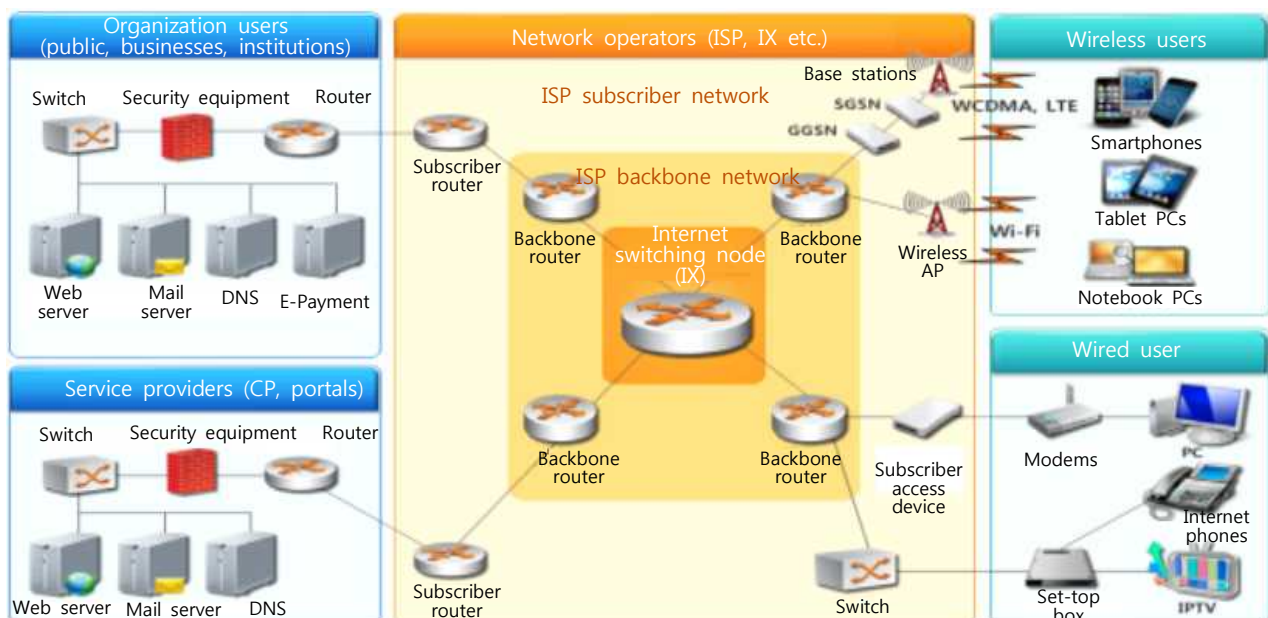 Organization users
(public, businesses, institutions)
Switch
Security equipment
Router
Web
server
Mail
server
DNS
E-Payment
Service providers (CP, portals)
Switch
Security equipment
Router
Web server
Mail server
DNS
Network operators (ISP, IX etc.)
ISP subscriber network
Base stations
SGSN
GGSN
WCDMA, LTE
Subscriber
router
ISP backbone network
Backbone
router
Backbone
router
Internet
switching node
(IX)
Wireless
AP
Wi-Fi
Backbone
router
Backbone
router
Subscriber
access
device
Subscriber
router
Switch
Wireless users
Smartphones
Tablet PCs
Notebook PCs
Wired user
Modems
PC
Internet
phones
Set-top
box
IPTV